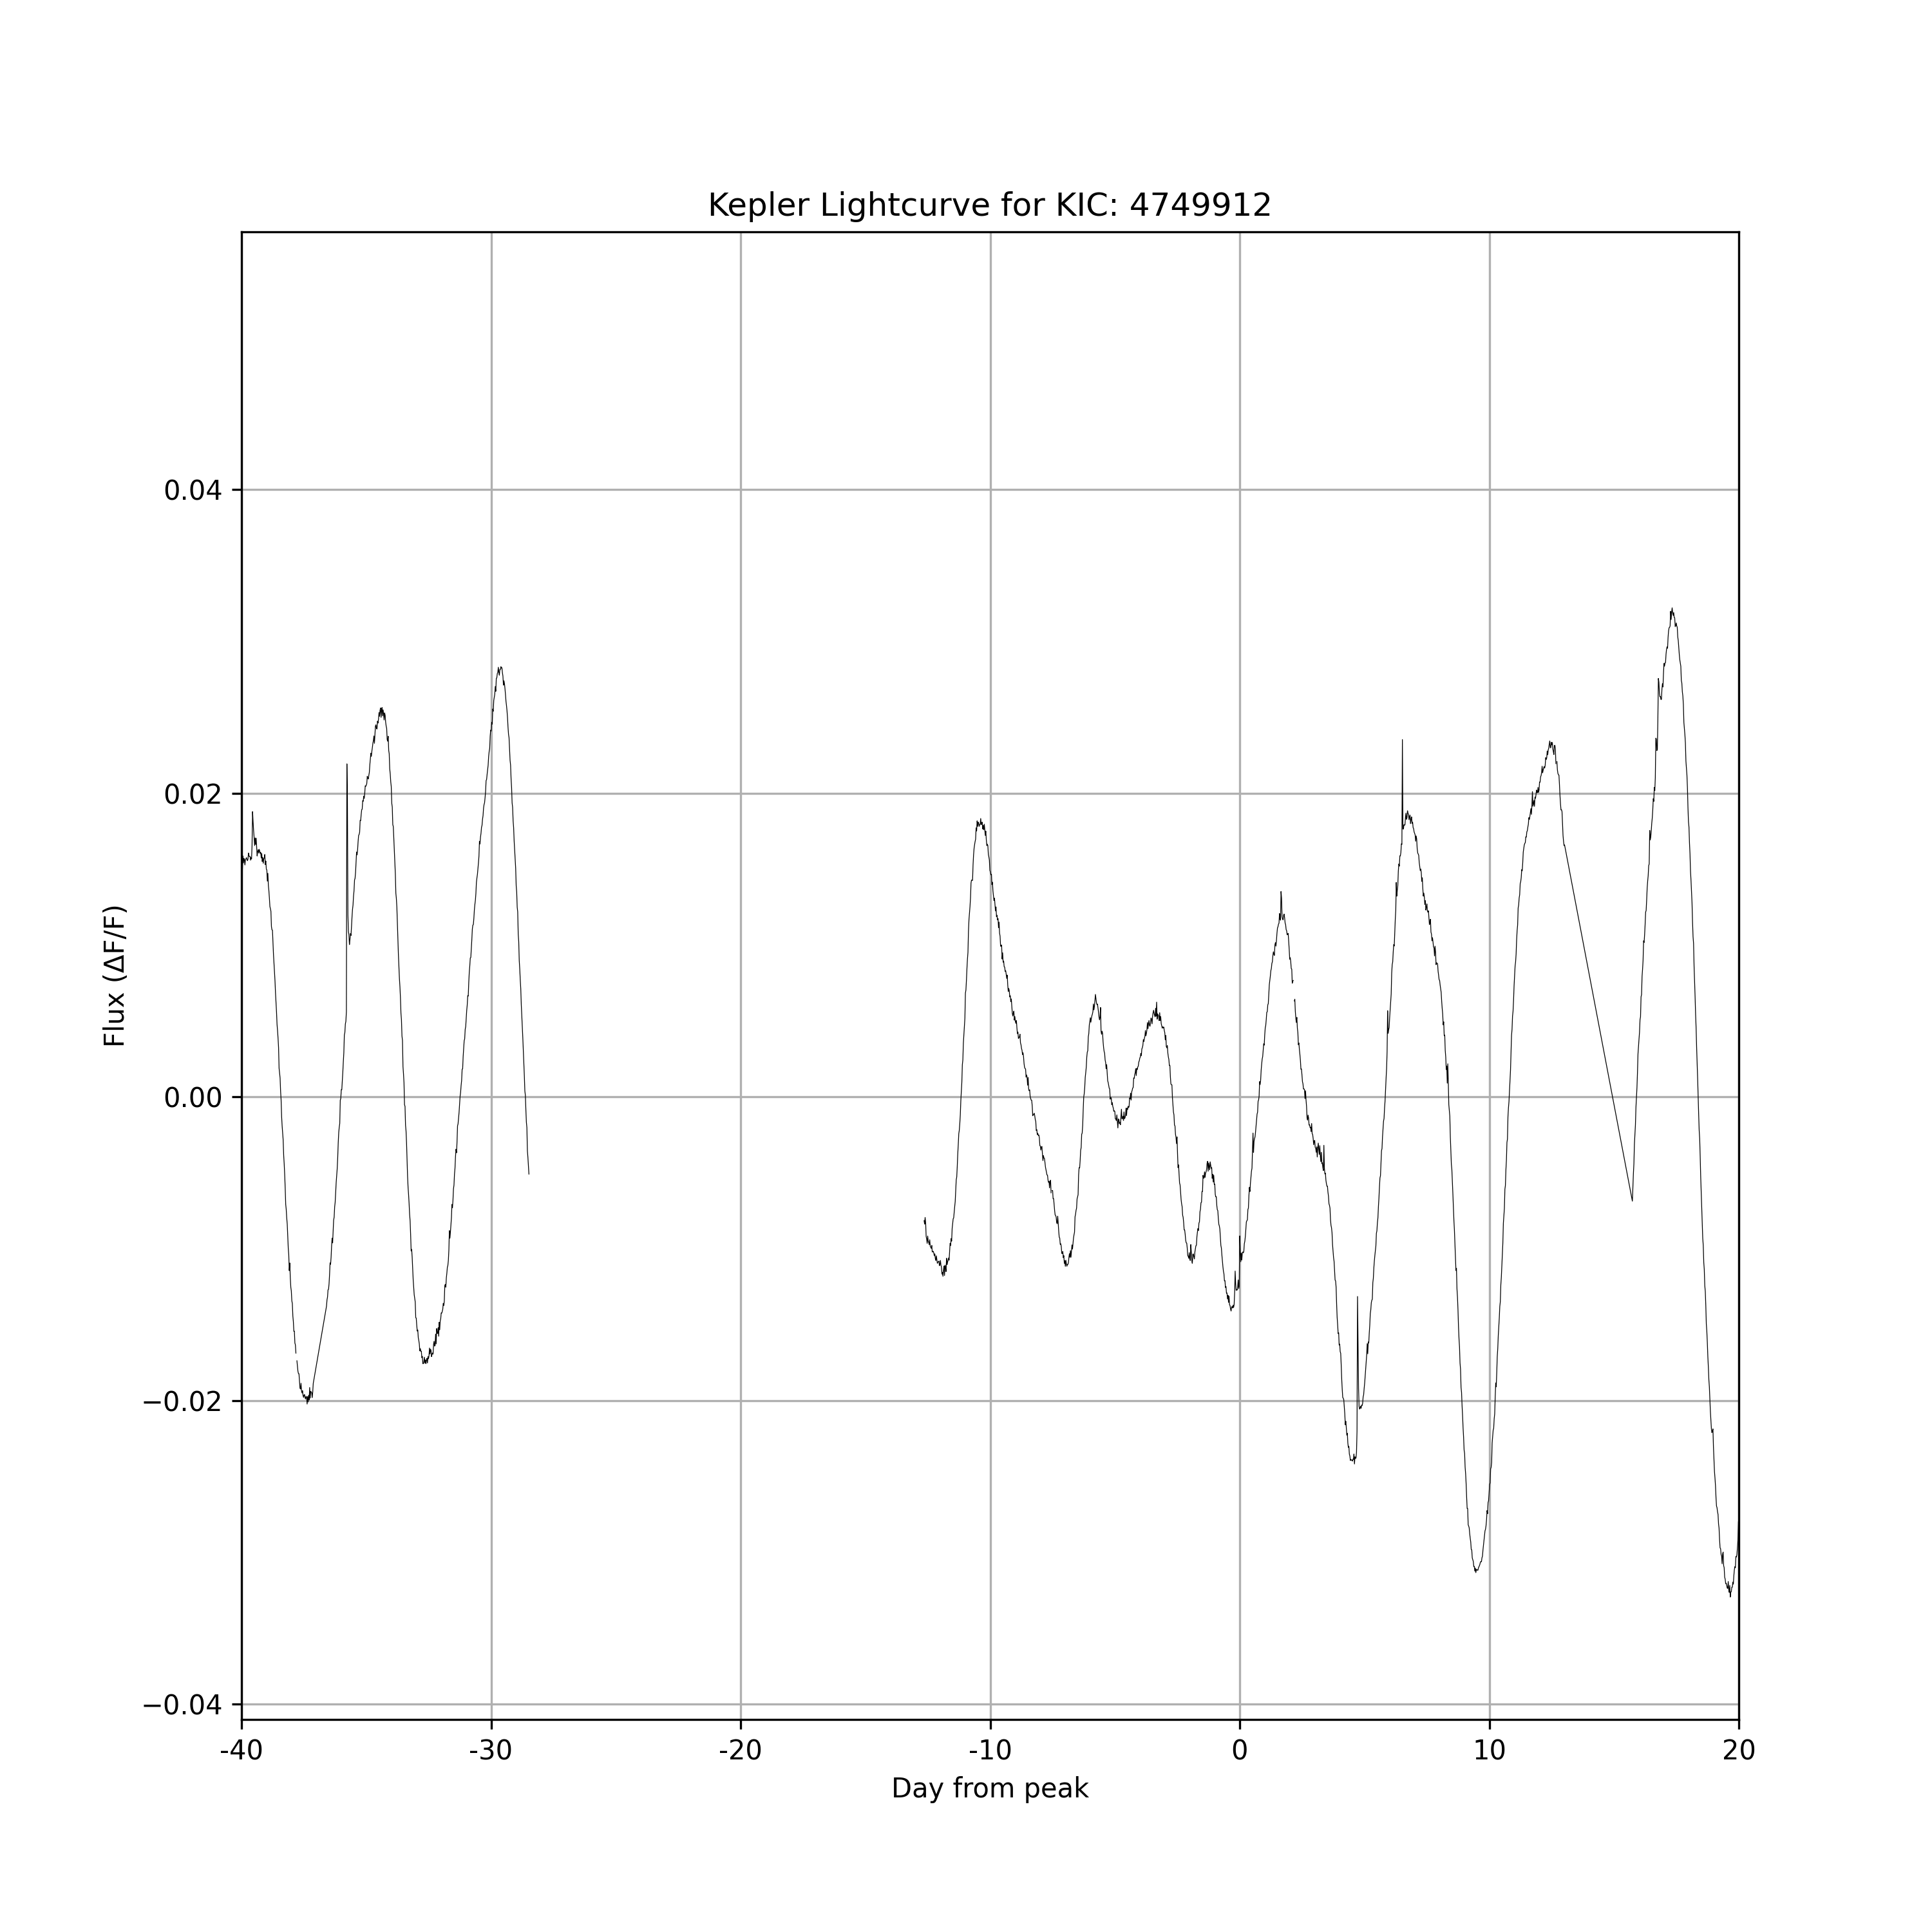 Kepler Lightcurve for KIC: 4749912
Flux (ΔF/F)
0.04
0.02
0.00
−0.02
−0.04
-40 -30 -20 -10 0 10 20
Day from peak